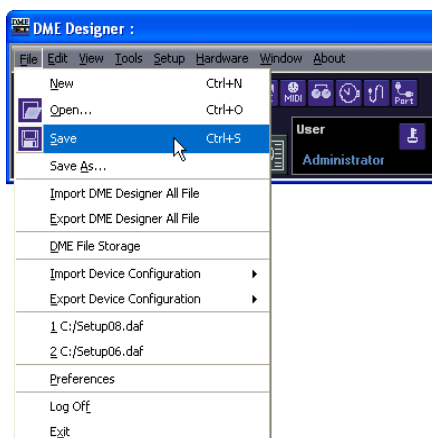 DME Designer :
File Edit View Tools Setup Hardware Window About
New Ctrl+N
Open... Ctrl+O
Save Ctrl+S
Save As...
Import DME Designer All File
Export DME Designer All File
DME File Storage
Import Device Configuration
Export Device Configuration
1 C:/Setup08.daf
2 C:/Setup06.daf
Preferences
Log Off
Exit
MIDI
Port
User
Administrator